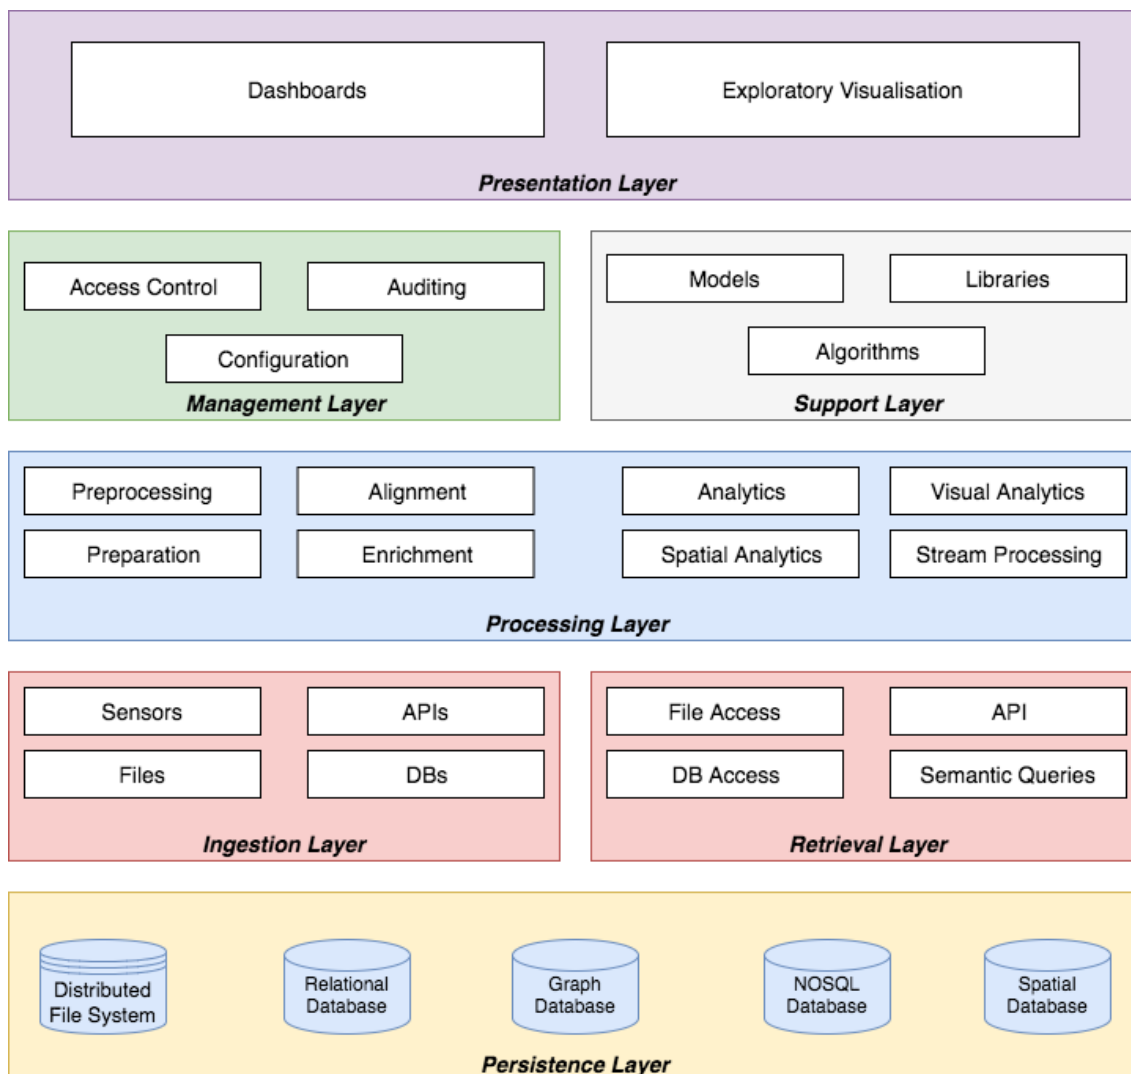 Dashboards
Exploratory Visualisation
Presentation Layer
Access Control
Auditing
Configuration
Management Layer
Models
Libraries
Algorithms
Support Layer
Preprocessing
Alignment
Analytics
Visual Analytics
Preparation
Enrichment
Spatial Analytics
Stream Processing
Processing Layer
Sensors
APIs
Files
DBs
Ingestion Layer
File Access
API
DB Access
Semantic Queries
Retrieval Layer
Distributed
File System
Relational
Database
Graph
Database
NOSQL
Database
Spatial
Database
Persistence Layer